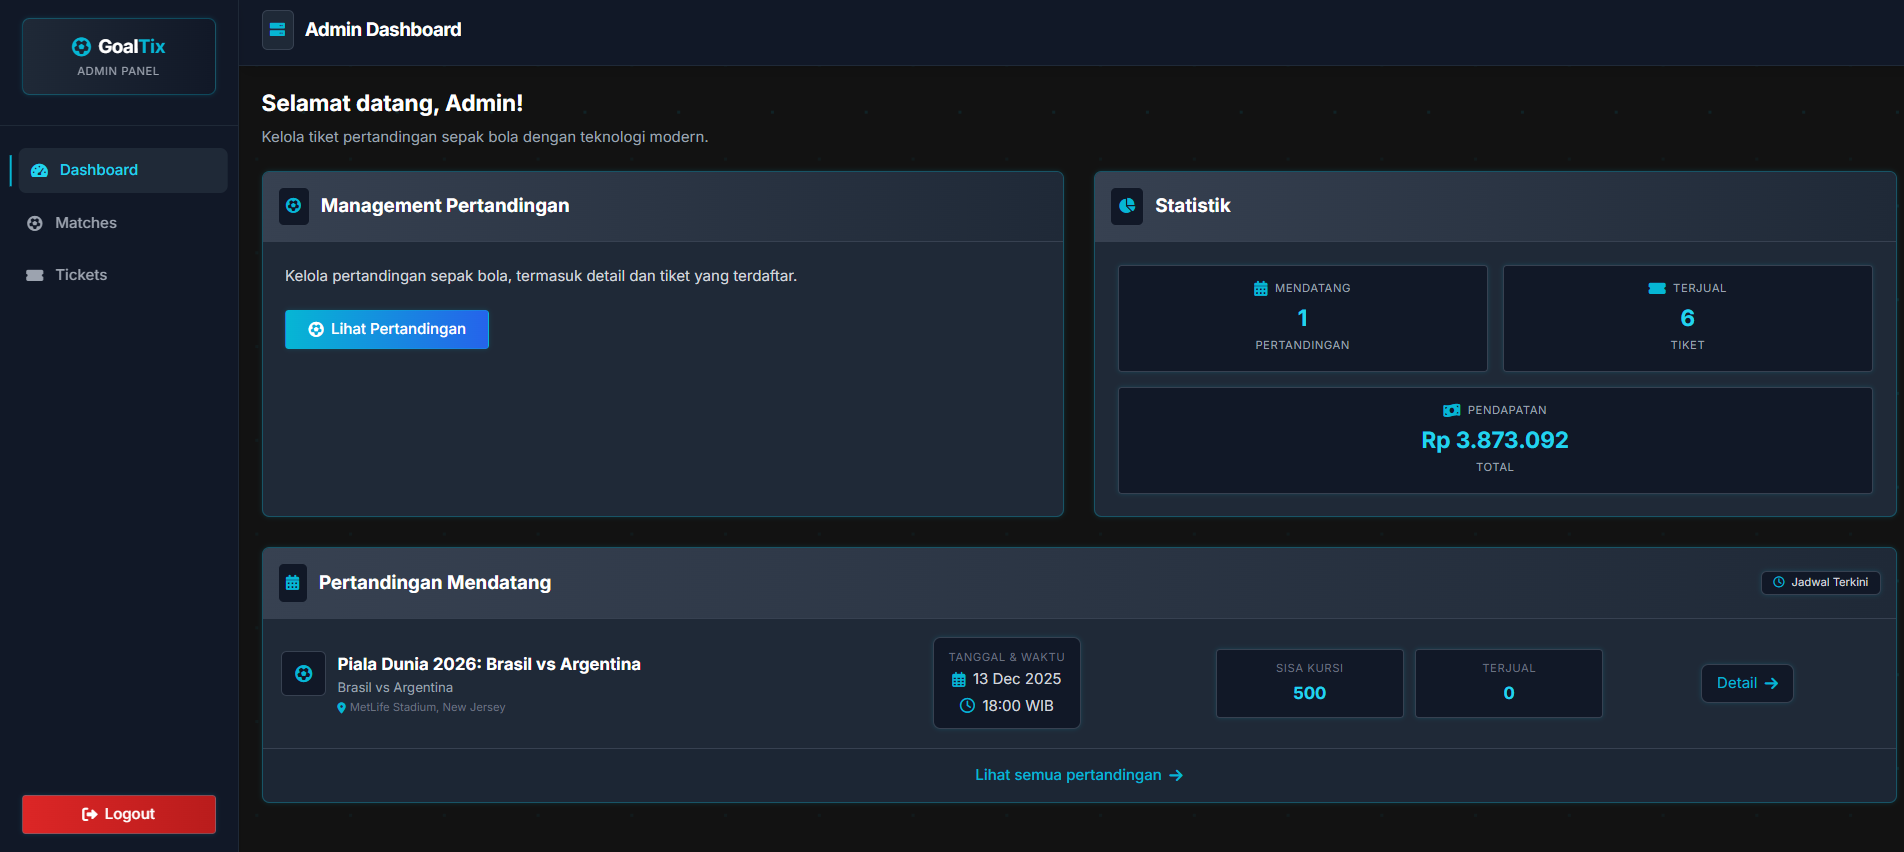 GoalTix
ADMIN PANEL
Dashboard
Matches
Tickets
Logout
Admin Dashboard
Selamat datang, Admin!
Kelola tiket pertandingan sepak bola dengan teknologi modern.
Management Pertandingan
Kelola pertandingan sepak bola, termasuk detail dan tiket yang terdaftar.
Lihat Pertandingan
Statistik
MENDATANG
1
PERTANDINGAN
TERJUAL
6
TIKET
PENDAPATAN
Rp 3.873.092
TOTAL
Pertandingan Mendatang
Jadwal Terkini
Piala Dunia 2026: Brasil vs Argentina
Brasil vs Argentina
MetLife Stadium, New Jersey
TANGGAL & WAKTU
13 Dec 2025
18:00 WIB
SISA KURSI
500
TERJUAL
0
Detail
Lihat semua pertandingan